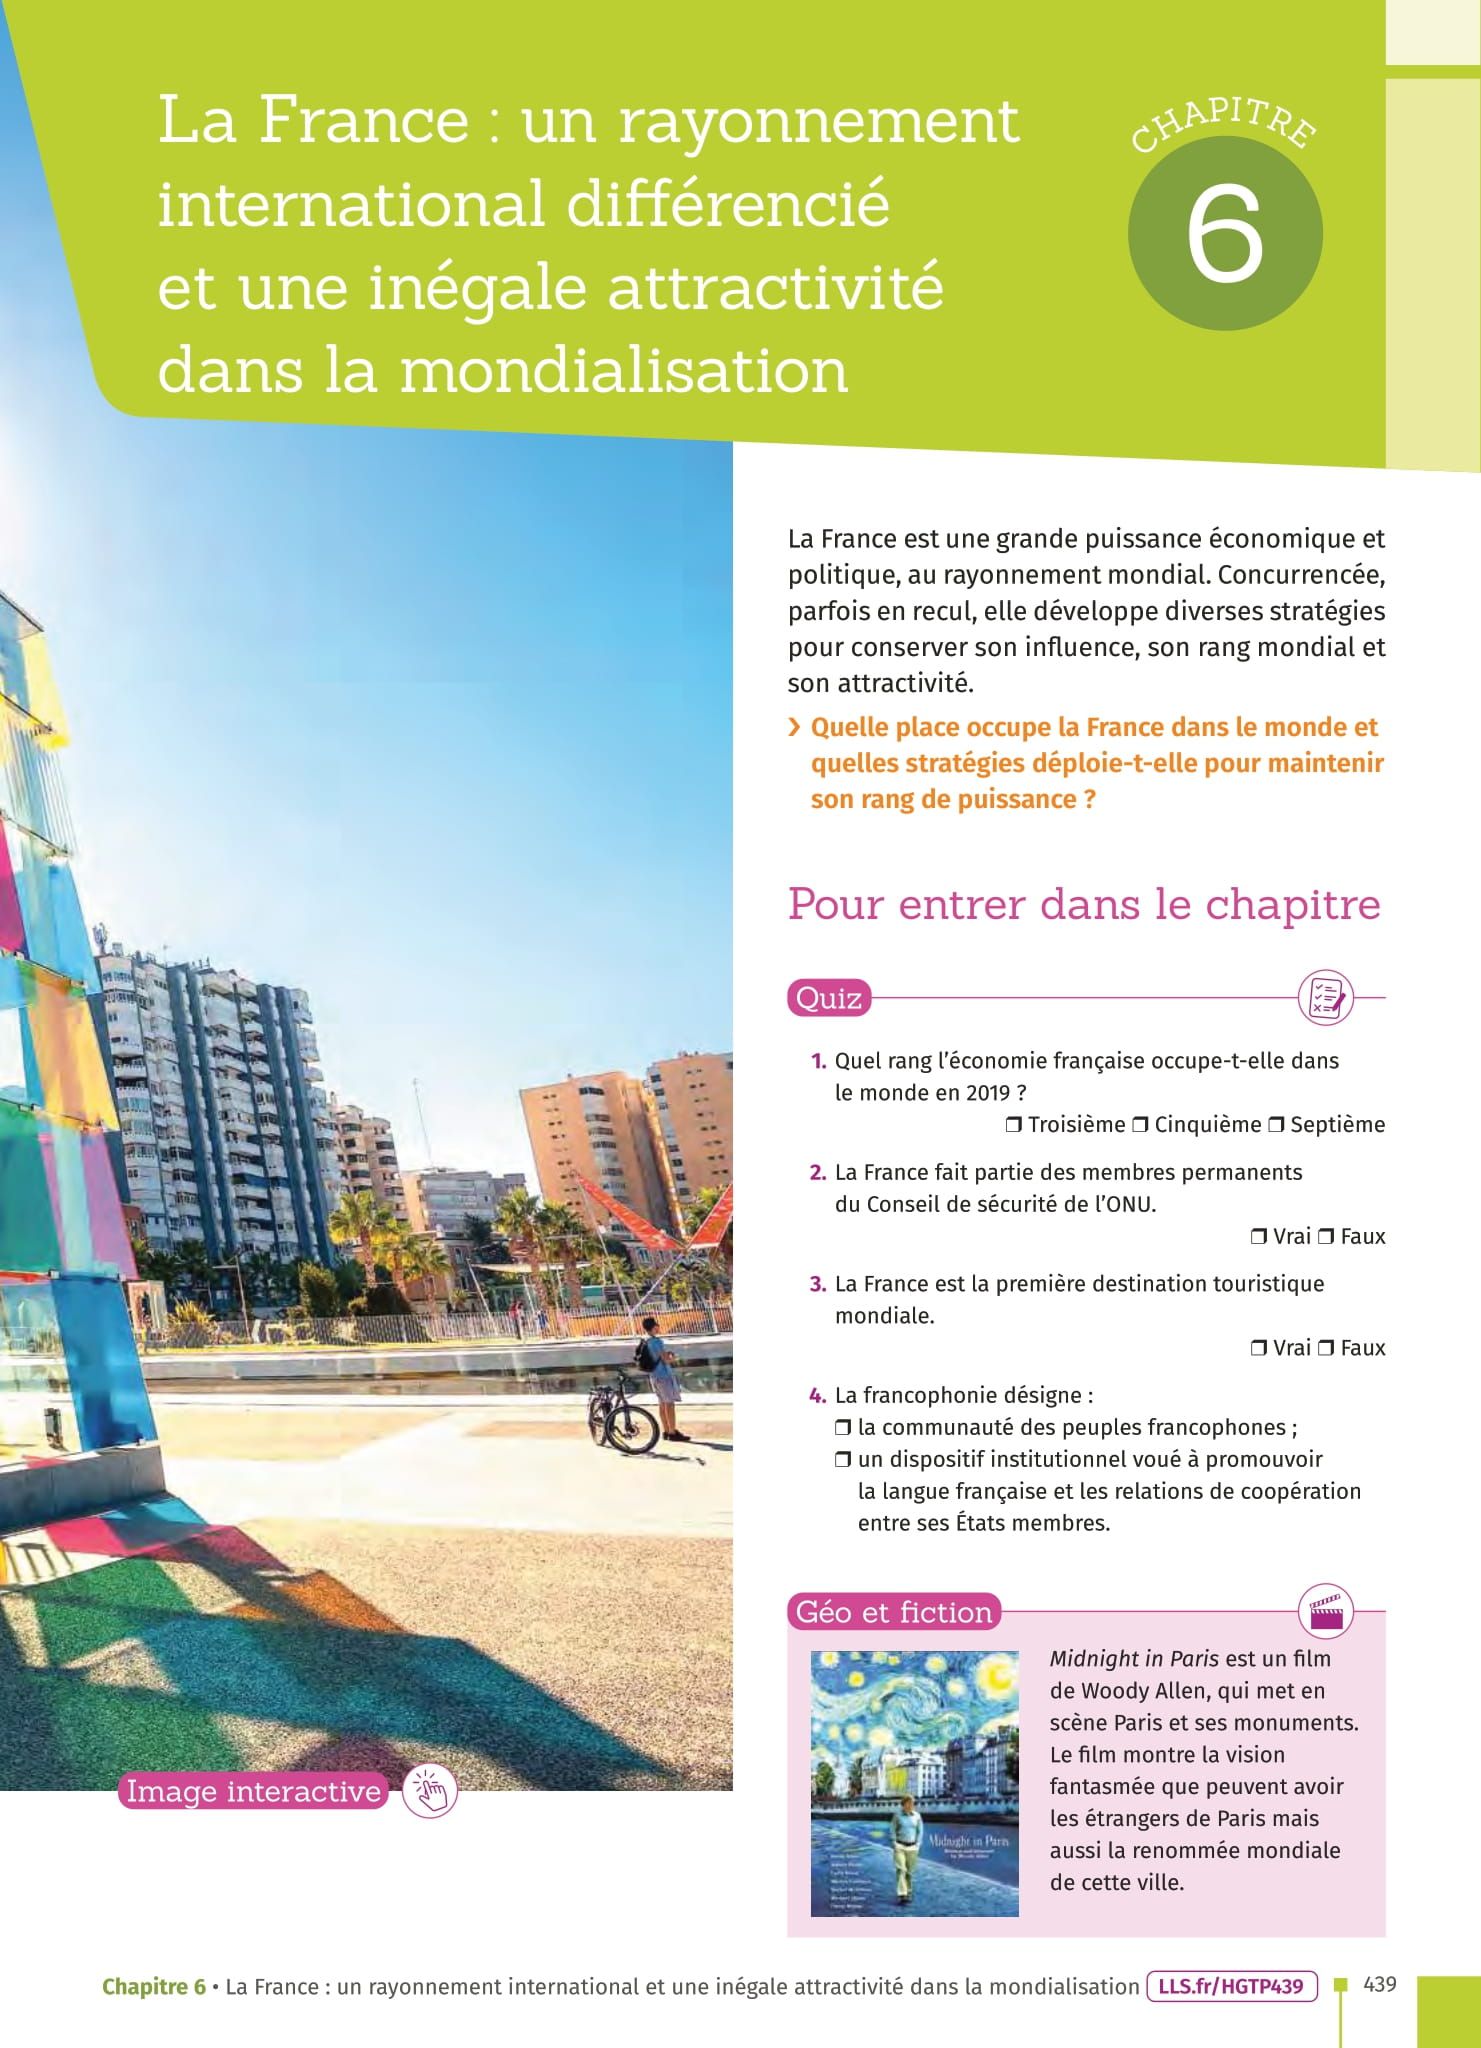 La France : un rayonnement
international différencié
et une inégale attractivité
dans la mondialisation
CHAPITRE
6
La France est une grande puissance économique et
politique, au rayonnement mondial. Concurrencée,
parfois en recul, elle développe diverses stratégies
pour conserver son influence, son rang mondial et
son attractivité.
› Quelle place occupe la France dans le monde et
quelles stratégies déploie-t-elle pour maintenir
son rang de puissance ?
Pour entrer dans le chapitre
Quiz
1. Quel rang l’économie française occupe-t-elle dans
le monde en 2019 ?
❒ Troisième ❒ Cinquième ❒ Septième
2. La France fait partie des membres permanents
du Conseil de sécurité de l’ONU.
❒ Vrai ❒ Faux
3. La France est la première destination touristique
mondiale.
❒ Vrai ❒ Faux
4. La francophonie désigne :
❒ la communauté des peuples francophones ;
❒ un dispositif institutionnel voué à promouvoir
la langue française et les relations de coopération
entre ses États membres.
Géo et fiction
Midnight in Paris
Midnight in Paris est un film
de Woody Allen, qui met en
scène Paris et ses monuments.
Le film montre la vision
fantasmée que peuvent avoir
les étrangers de Paris mais
aussi la renommée mondiale
de cette ville.
Image interactive
Chapitre 6 • La France : un rayonnement international et une inégale attractivité dans la mondialisation LLS.fr/HGTP439 439